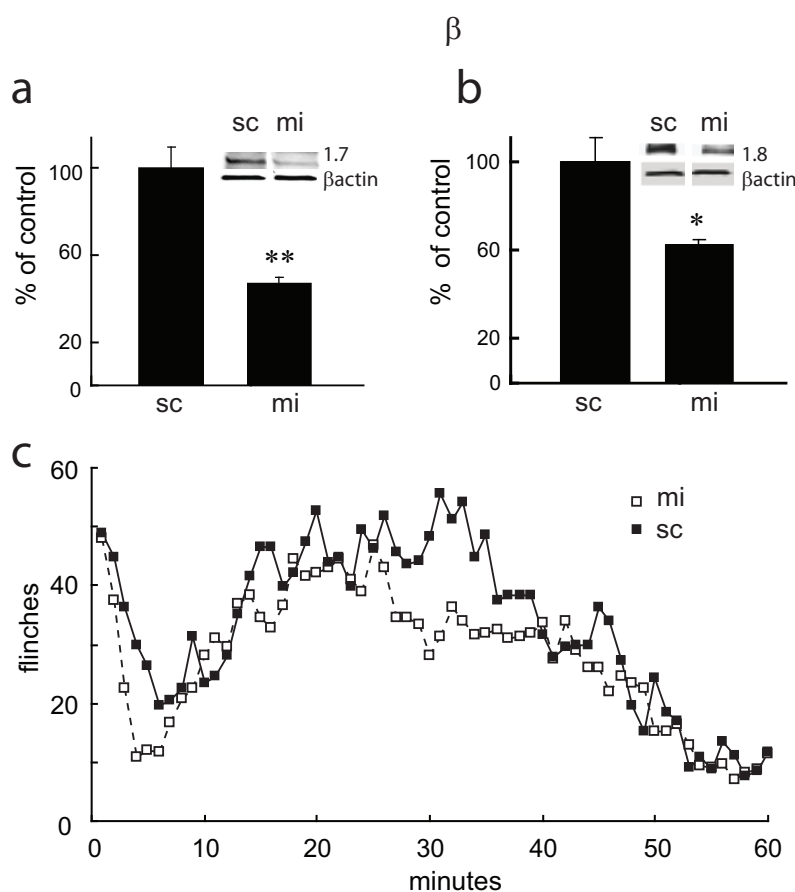 β
a
sc mi
1.7
βactin
% of control
100
60
20
0
sc mi
b
sc mi
1.8
βactin
% of control
100
60
20
0
sc mi
c
flinches
60
40
20
0
mi
sc
0 10 20 30 40 50 60
minutes
**
*